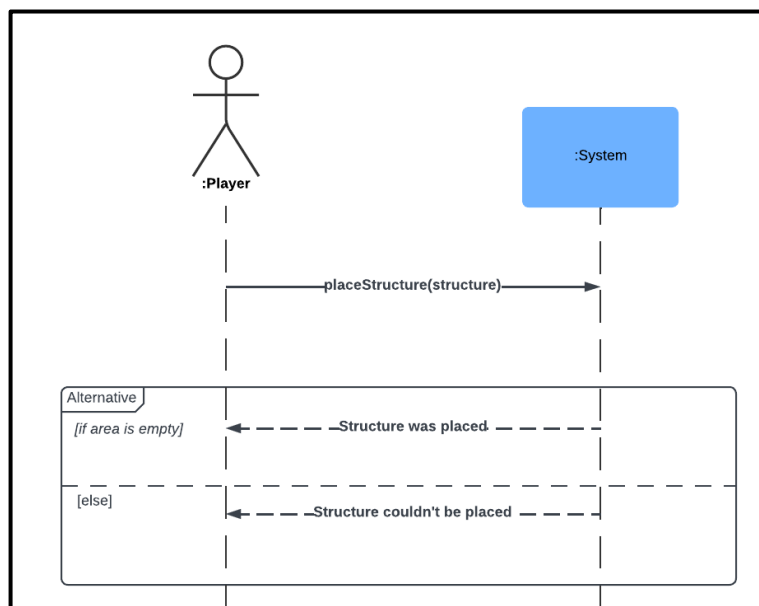 :Player
:System
placeStructure(structure)
Alternative
[if area is empty]
Structure was placed
[else]
Structure couldn't be placed